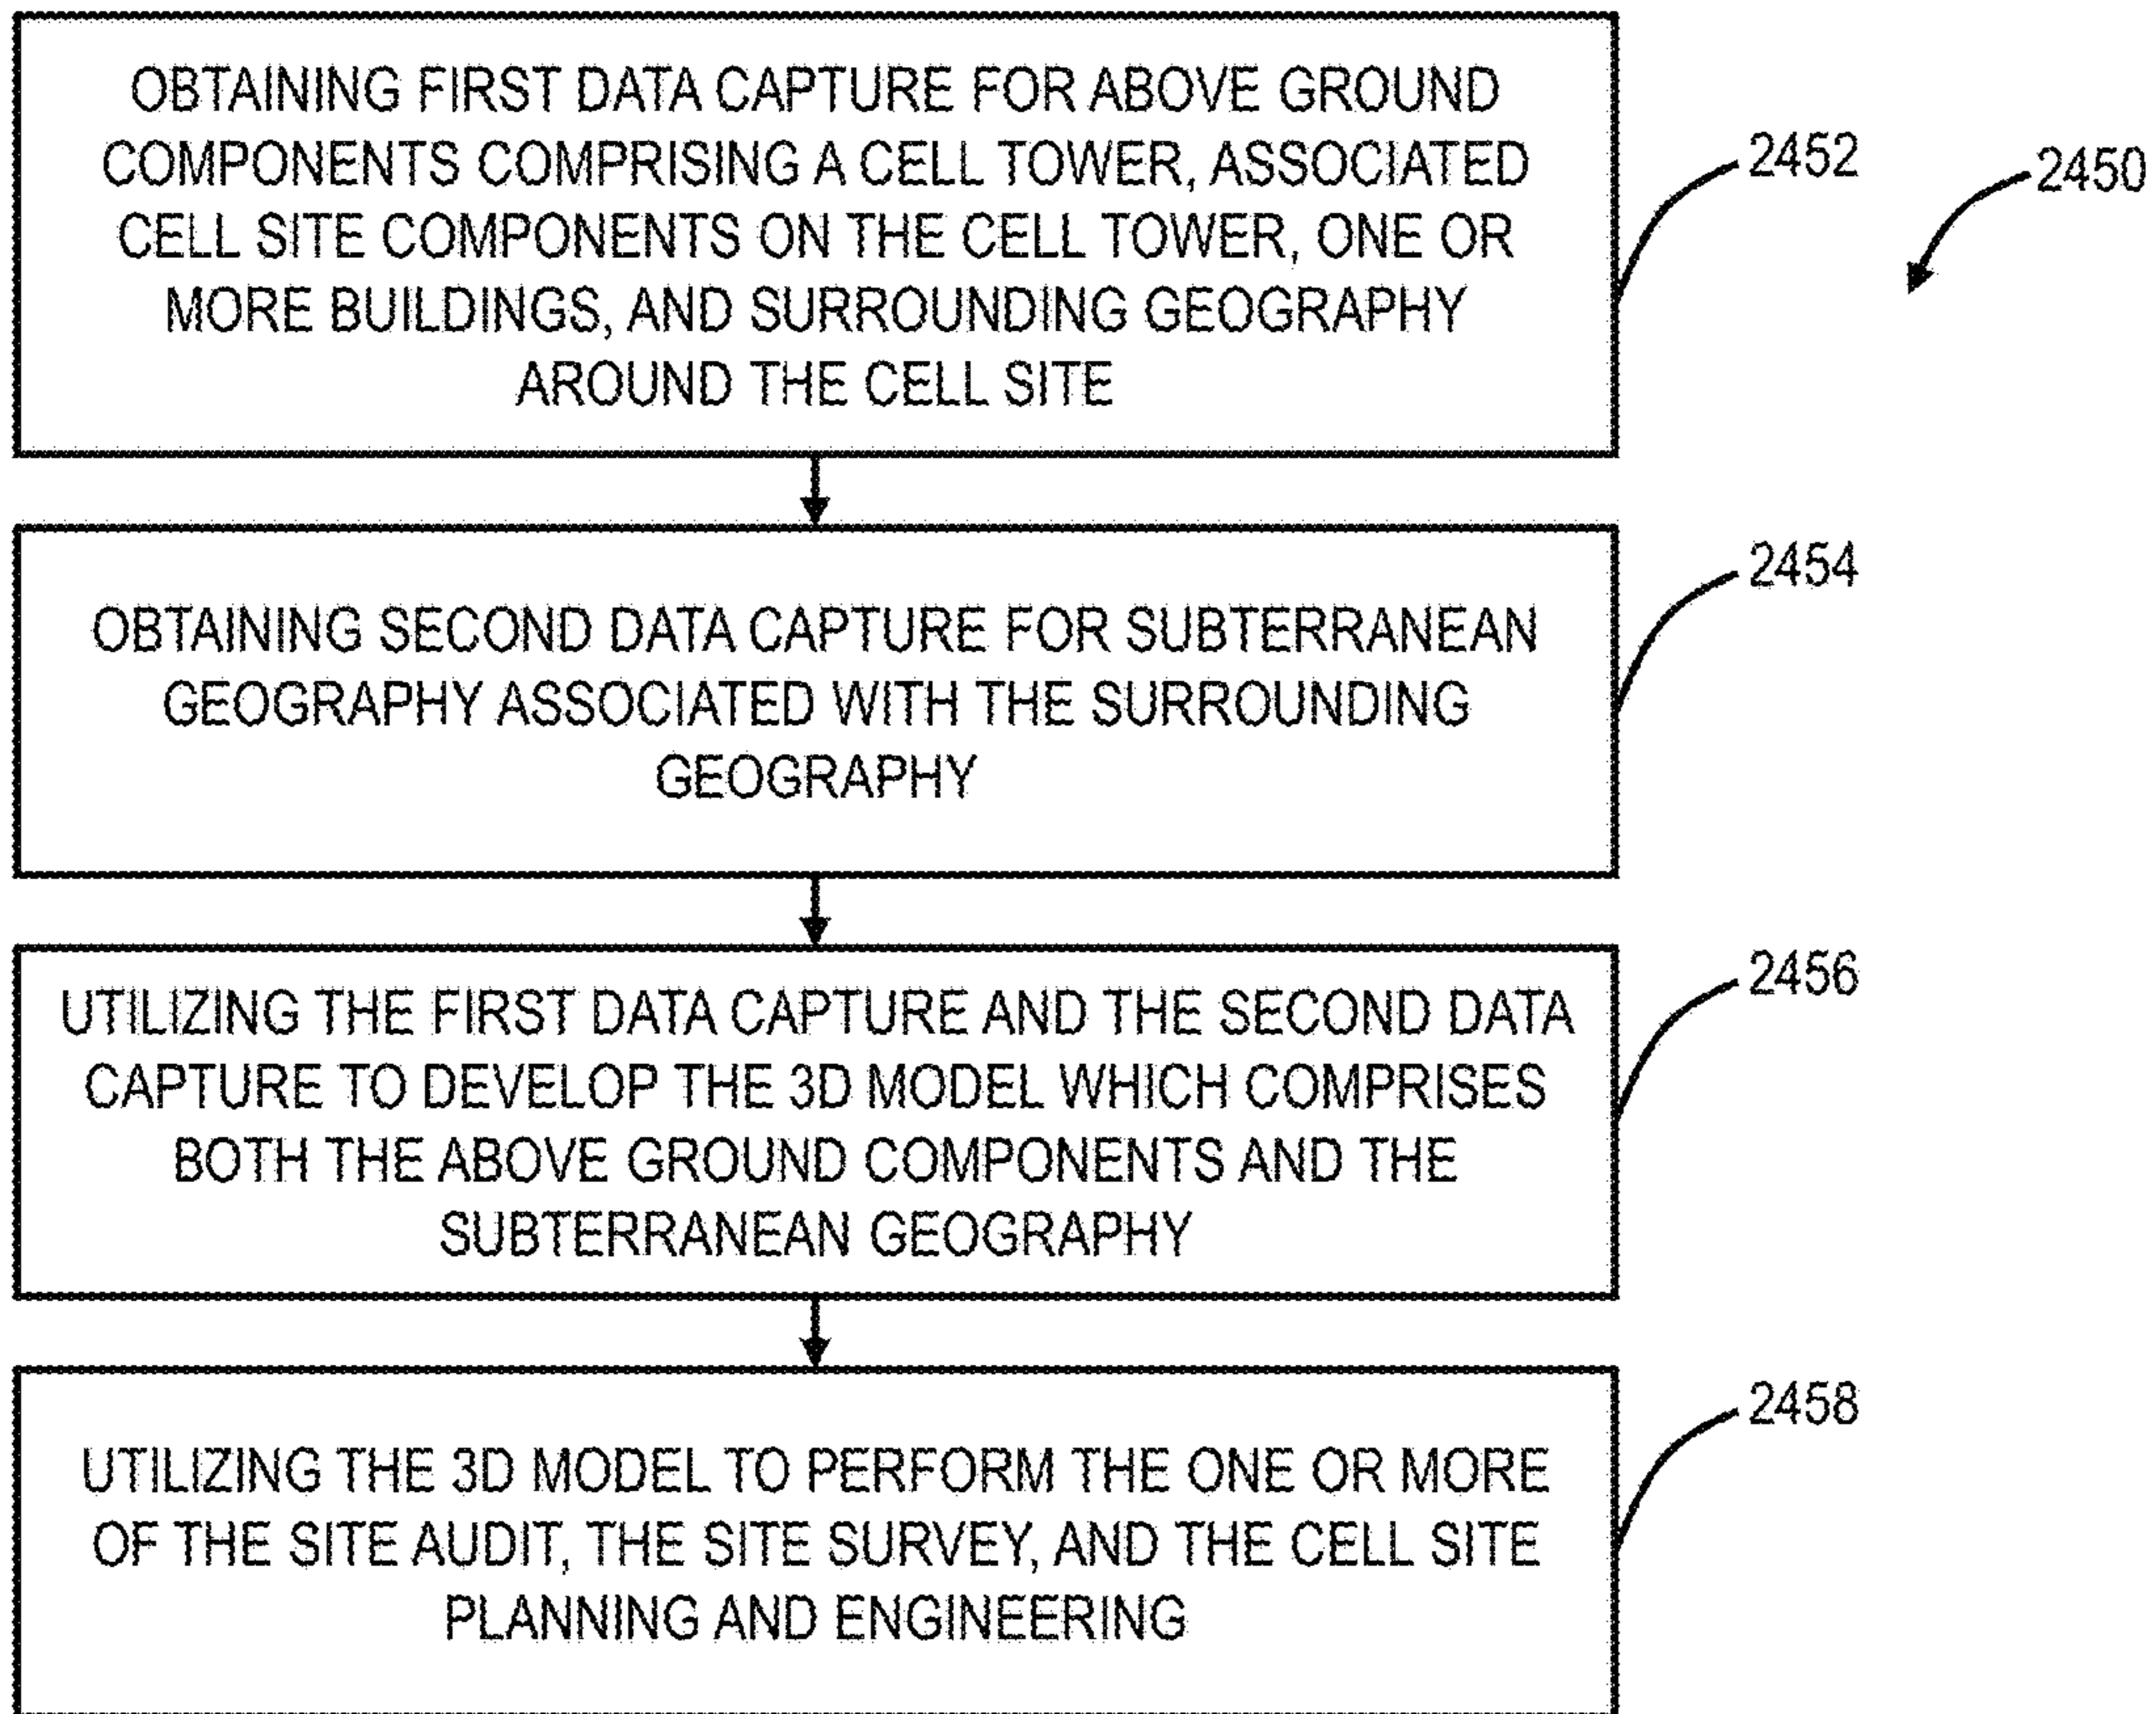 OBTAINING FIRST DATA CAPTURE FOR ABOVE GROUND
COMPONENTS COMPRISING A CELL TOWER, ASSOCIATED
CELL SITE COMPONENTS ON THE CELL TOWER, ONE OR
MORE BUILDINGS, AND SURROUNDING GEOGRAPHY
AROUND THE CELL SITE
2452
2450
OBTAINING SECOND DATA CAPTURE FOR SUBTERRANEAN
GEOGRAPHY ASSOCIATED WITH THE SURROUNDING
GEOGRAPHY
2454
UTILIZING THE FIRST DATA CAPTURE AND THE SECOND DATA
CAPTURE TO DEVELOP THE 3D MODEL WHICH COMPRISES
BOTH THE ABOVE GROUND COMPONENTS AND THE
SUBTERRANEAN GEOGRAPHY
2456
UTILIZING THE 3D MODEL TO PERFORM THE ONE OR MORE
OF THE SITE AUDIT, THE SITE SURVEY, AND THE CELL SITE
PLANNING AND ENGINEERING
2458